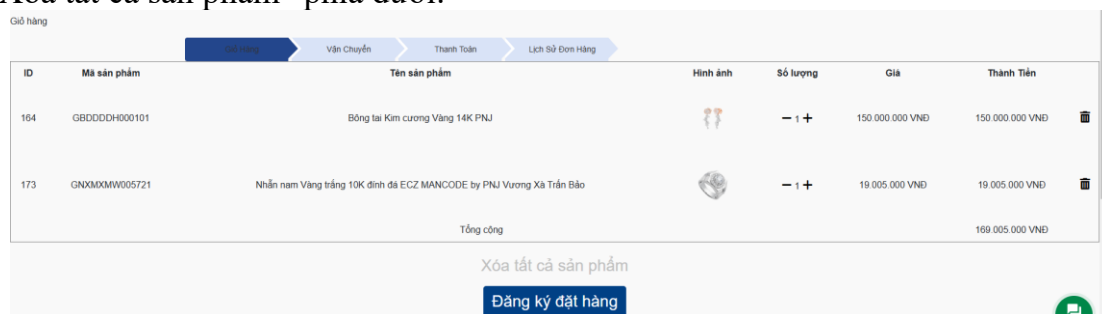 Xóa tất cả sản phẩm" phía dưới.
Giỏ hàng
Giỏ Hàng Vận Chuyển Thanh Toán Lịch Sử Đơn Hàng
ID Mã sản phẩm Tên sản phẩm Hình ảnh Số lượng Giá Thành Tiền
164 GBDDDDH000101 Bông tai Kim cương Vàng 14K PNJ 1 150.000.000 VNĐ 150.000.000 VNĐ
173 GNXMXMW005721 Nhẫn nam Vàng trắng 10K đính đá ECZ MANCODE by PNJ Vương Xà Trấn Bảo 1 19.005.000 VNĐ 19.005.000 VNĐ
Tổng cộng 169.005.000 VNĐ
Xóa tất cả sản phẩm
Đăng ký đặt hàng